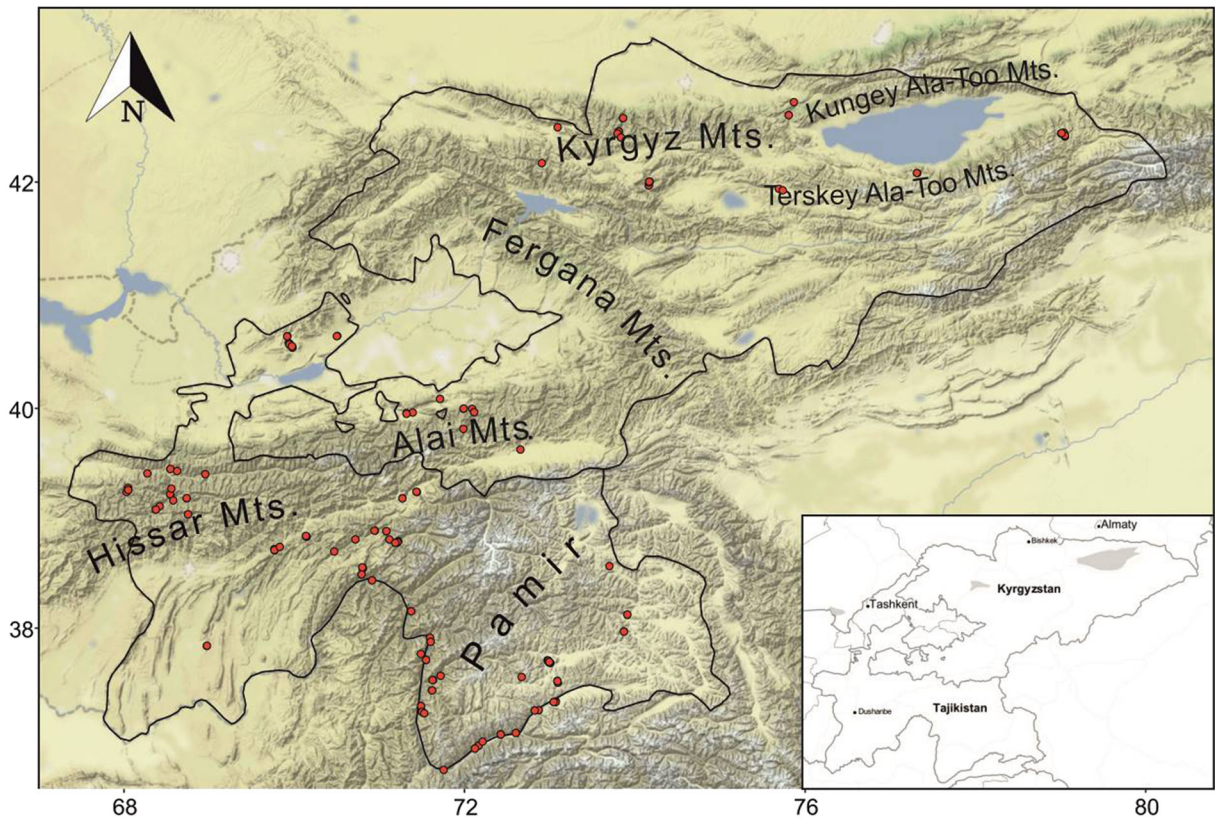 N
Kungey Ala-Too Mts.
Kyrgyz Mts.
42
Terskey Ala-Too Mts.
Fergana Mts.
40
Alai Mts.
Hissar Mts.
Almaty
Bishkek
Kyrgyzstan
Tashkent
Pamir
38
Tajikistan
Dushanbe
68
72
76
80